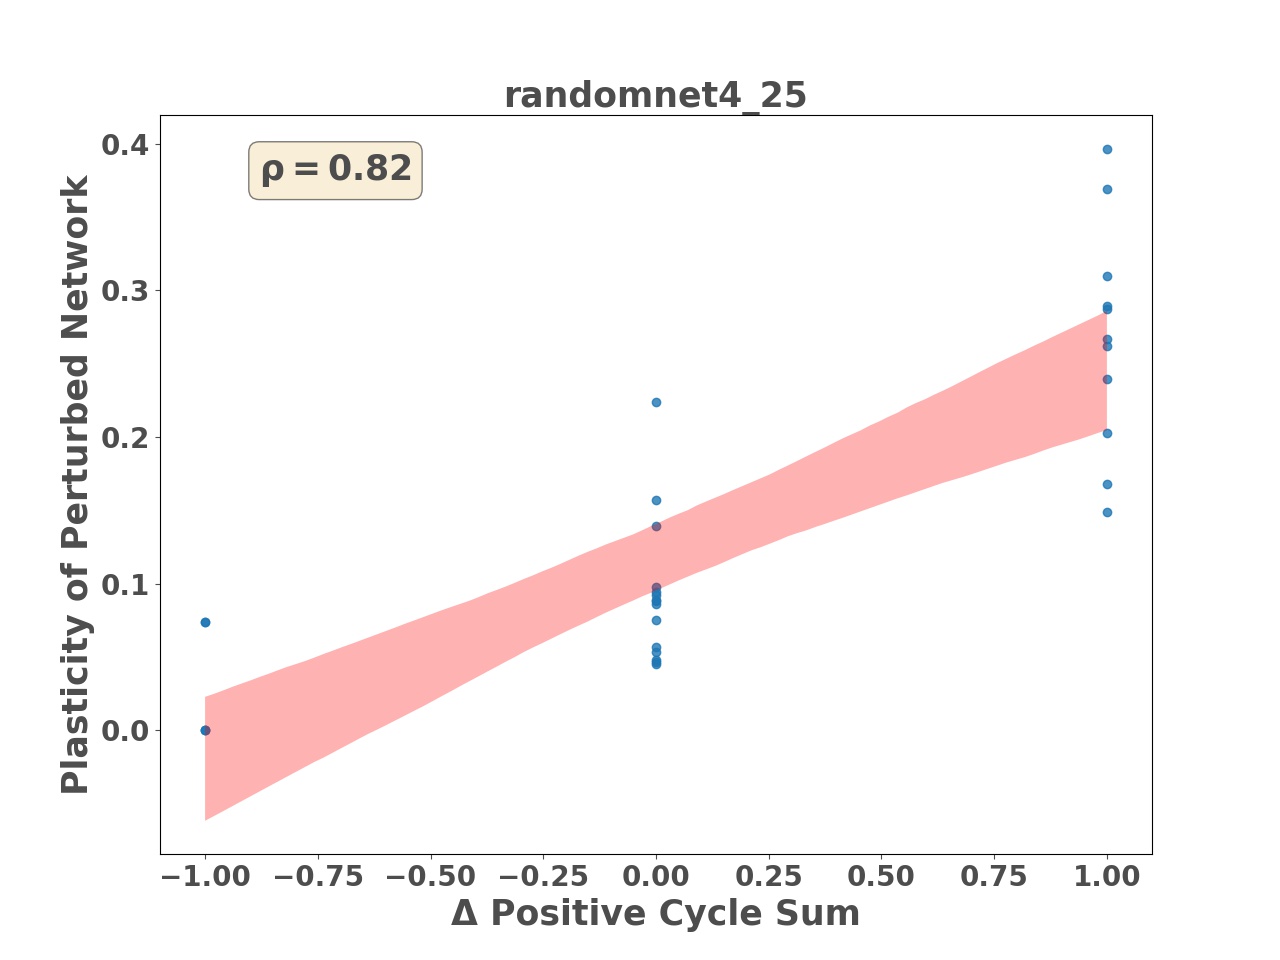 randomnet4_25
ρ = 0.82
Plasticity of Perturbed Network
0.4
0.3
0.2
0.1
0.0
−1.00 −0.75 −0.50 −0.25 0.00 0.25 0.50 0.75 1.00
Δ Positive Cycle Sum